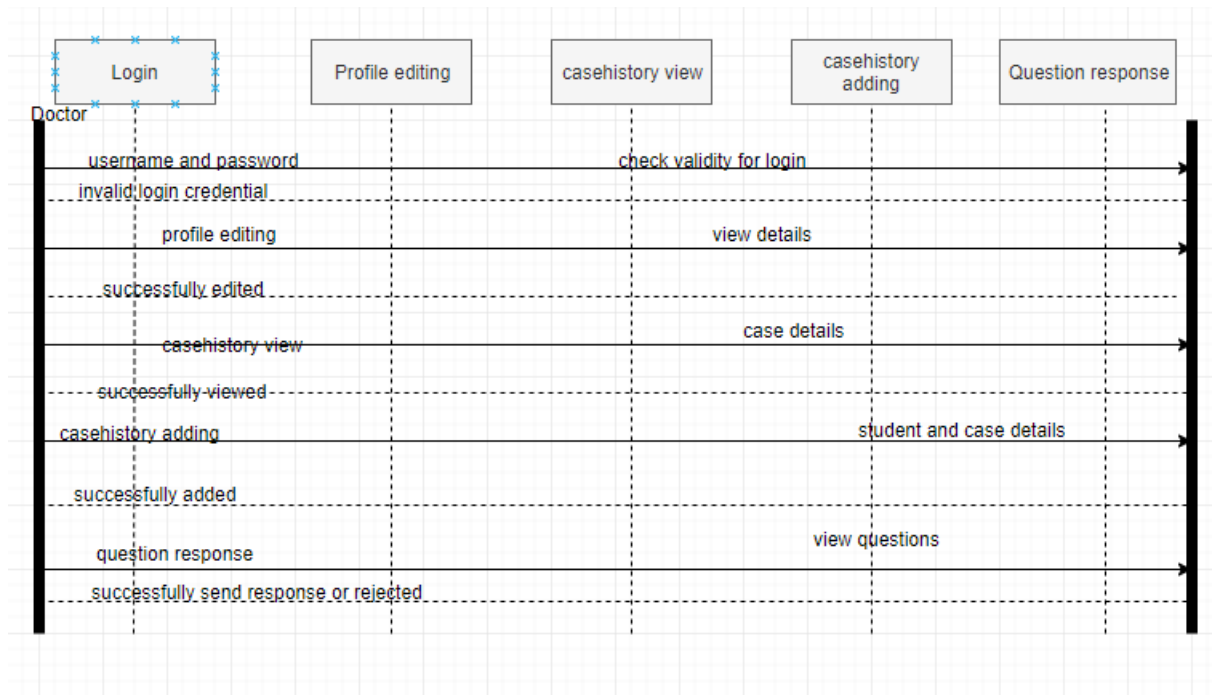 Login
Profile editing
casehistory view
casehistory
adding
Question response
Doctor
username and password
check validity for login
invalid login credential
profile editing
view details
successfully edited
case details
casehistory view
successfully viewed
casehistory adding
student and case details
successfully added
view questions
question response
successfully send response or rejected